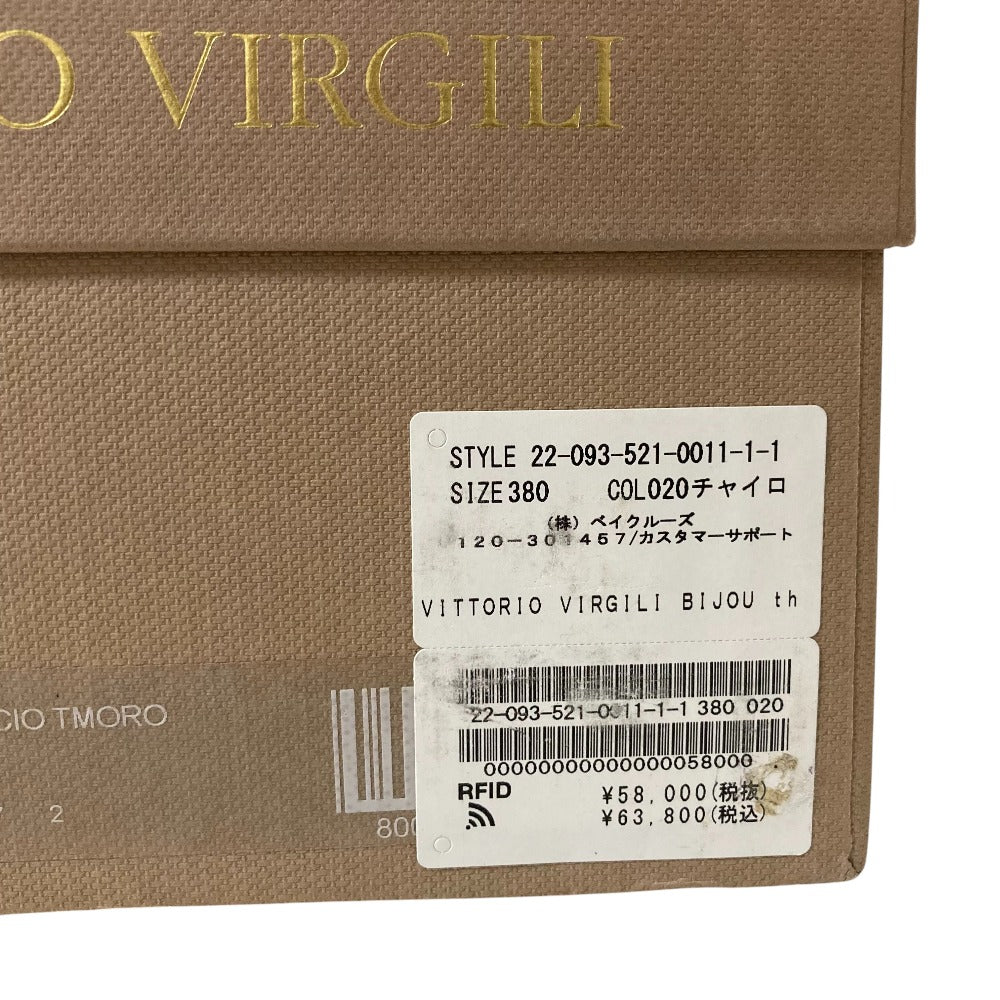 O VIRGILI
STYLE 22-093-521-0011-1-1
SIZE 380 COL020チャイロ
(株) ベイクルーズ
120-301457/カスタマーサポート
VITTORIO VIRGILI BIJOU th
22-093-521-0011-1-1 380 020
00000000000000058000
RFID
¥58,000(税抜)
¥63,800(税込)
CIO TMORO
2
800